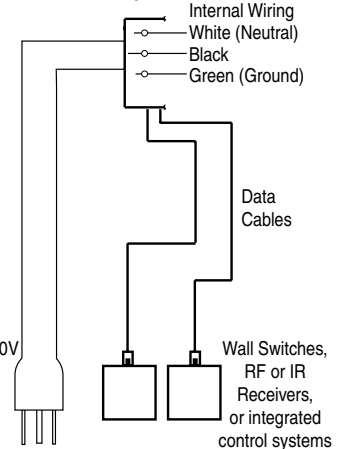 Internal Wiring
White (Neutral)
Black
Green (Ground)
Data
Cables
0V
Wall Switches,
RF or IR
Receivers,
or integrated
control systems